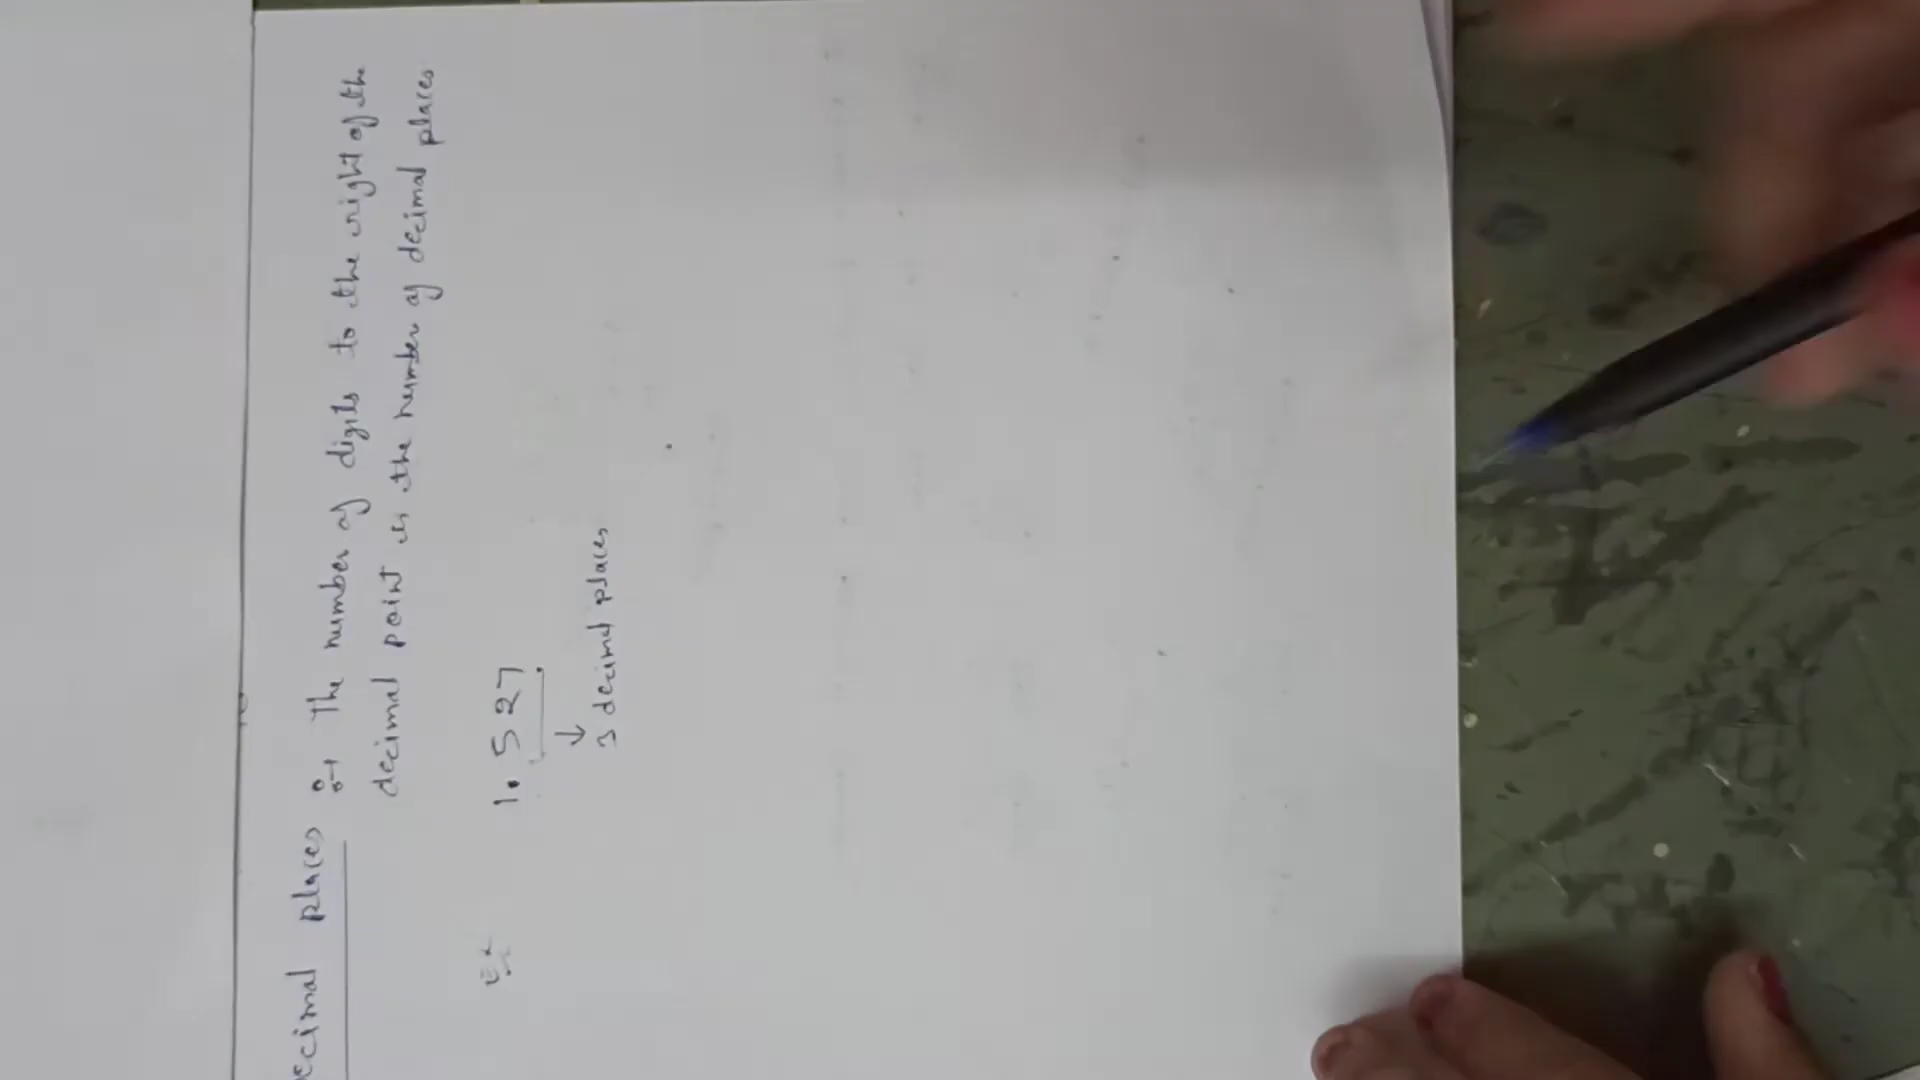 ecimal places :- The number of digits to the right of the
decimal point is the number of decimal places
Ex 1.527
↓
3 decimal places